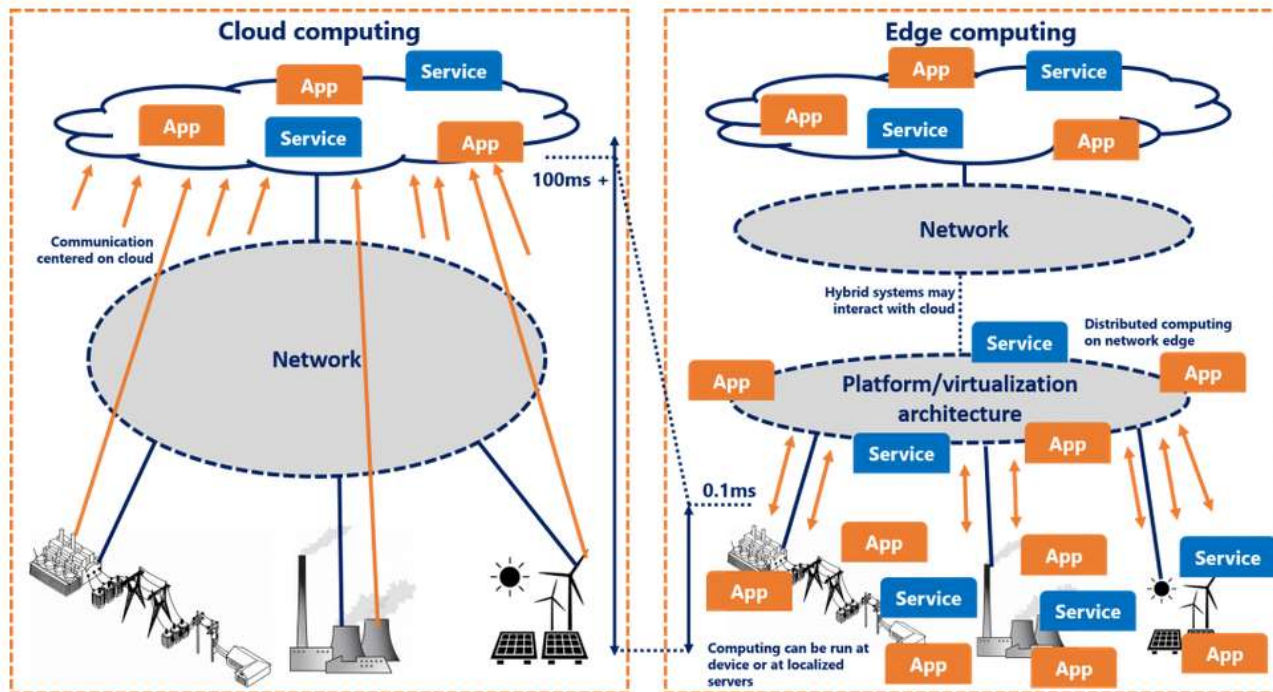 Cloud computing
App
Service
App
Service
App
100ms +
Communication
centered on cloud
Network
Edge computing
App
Service
App
Service
App
Network
Hybrid systems may
interact with cloud
Service
Distributed computing
on network edge
App
App
Platform/virtualization
architecture
Service
App
0.1ms
App
App
Service
App
Service
Service
Computing can be run at
device or at localized
servers
App
App
App